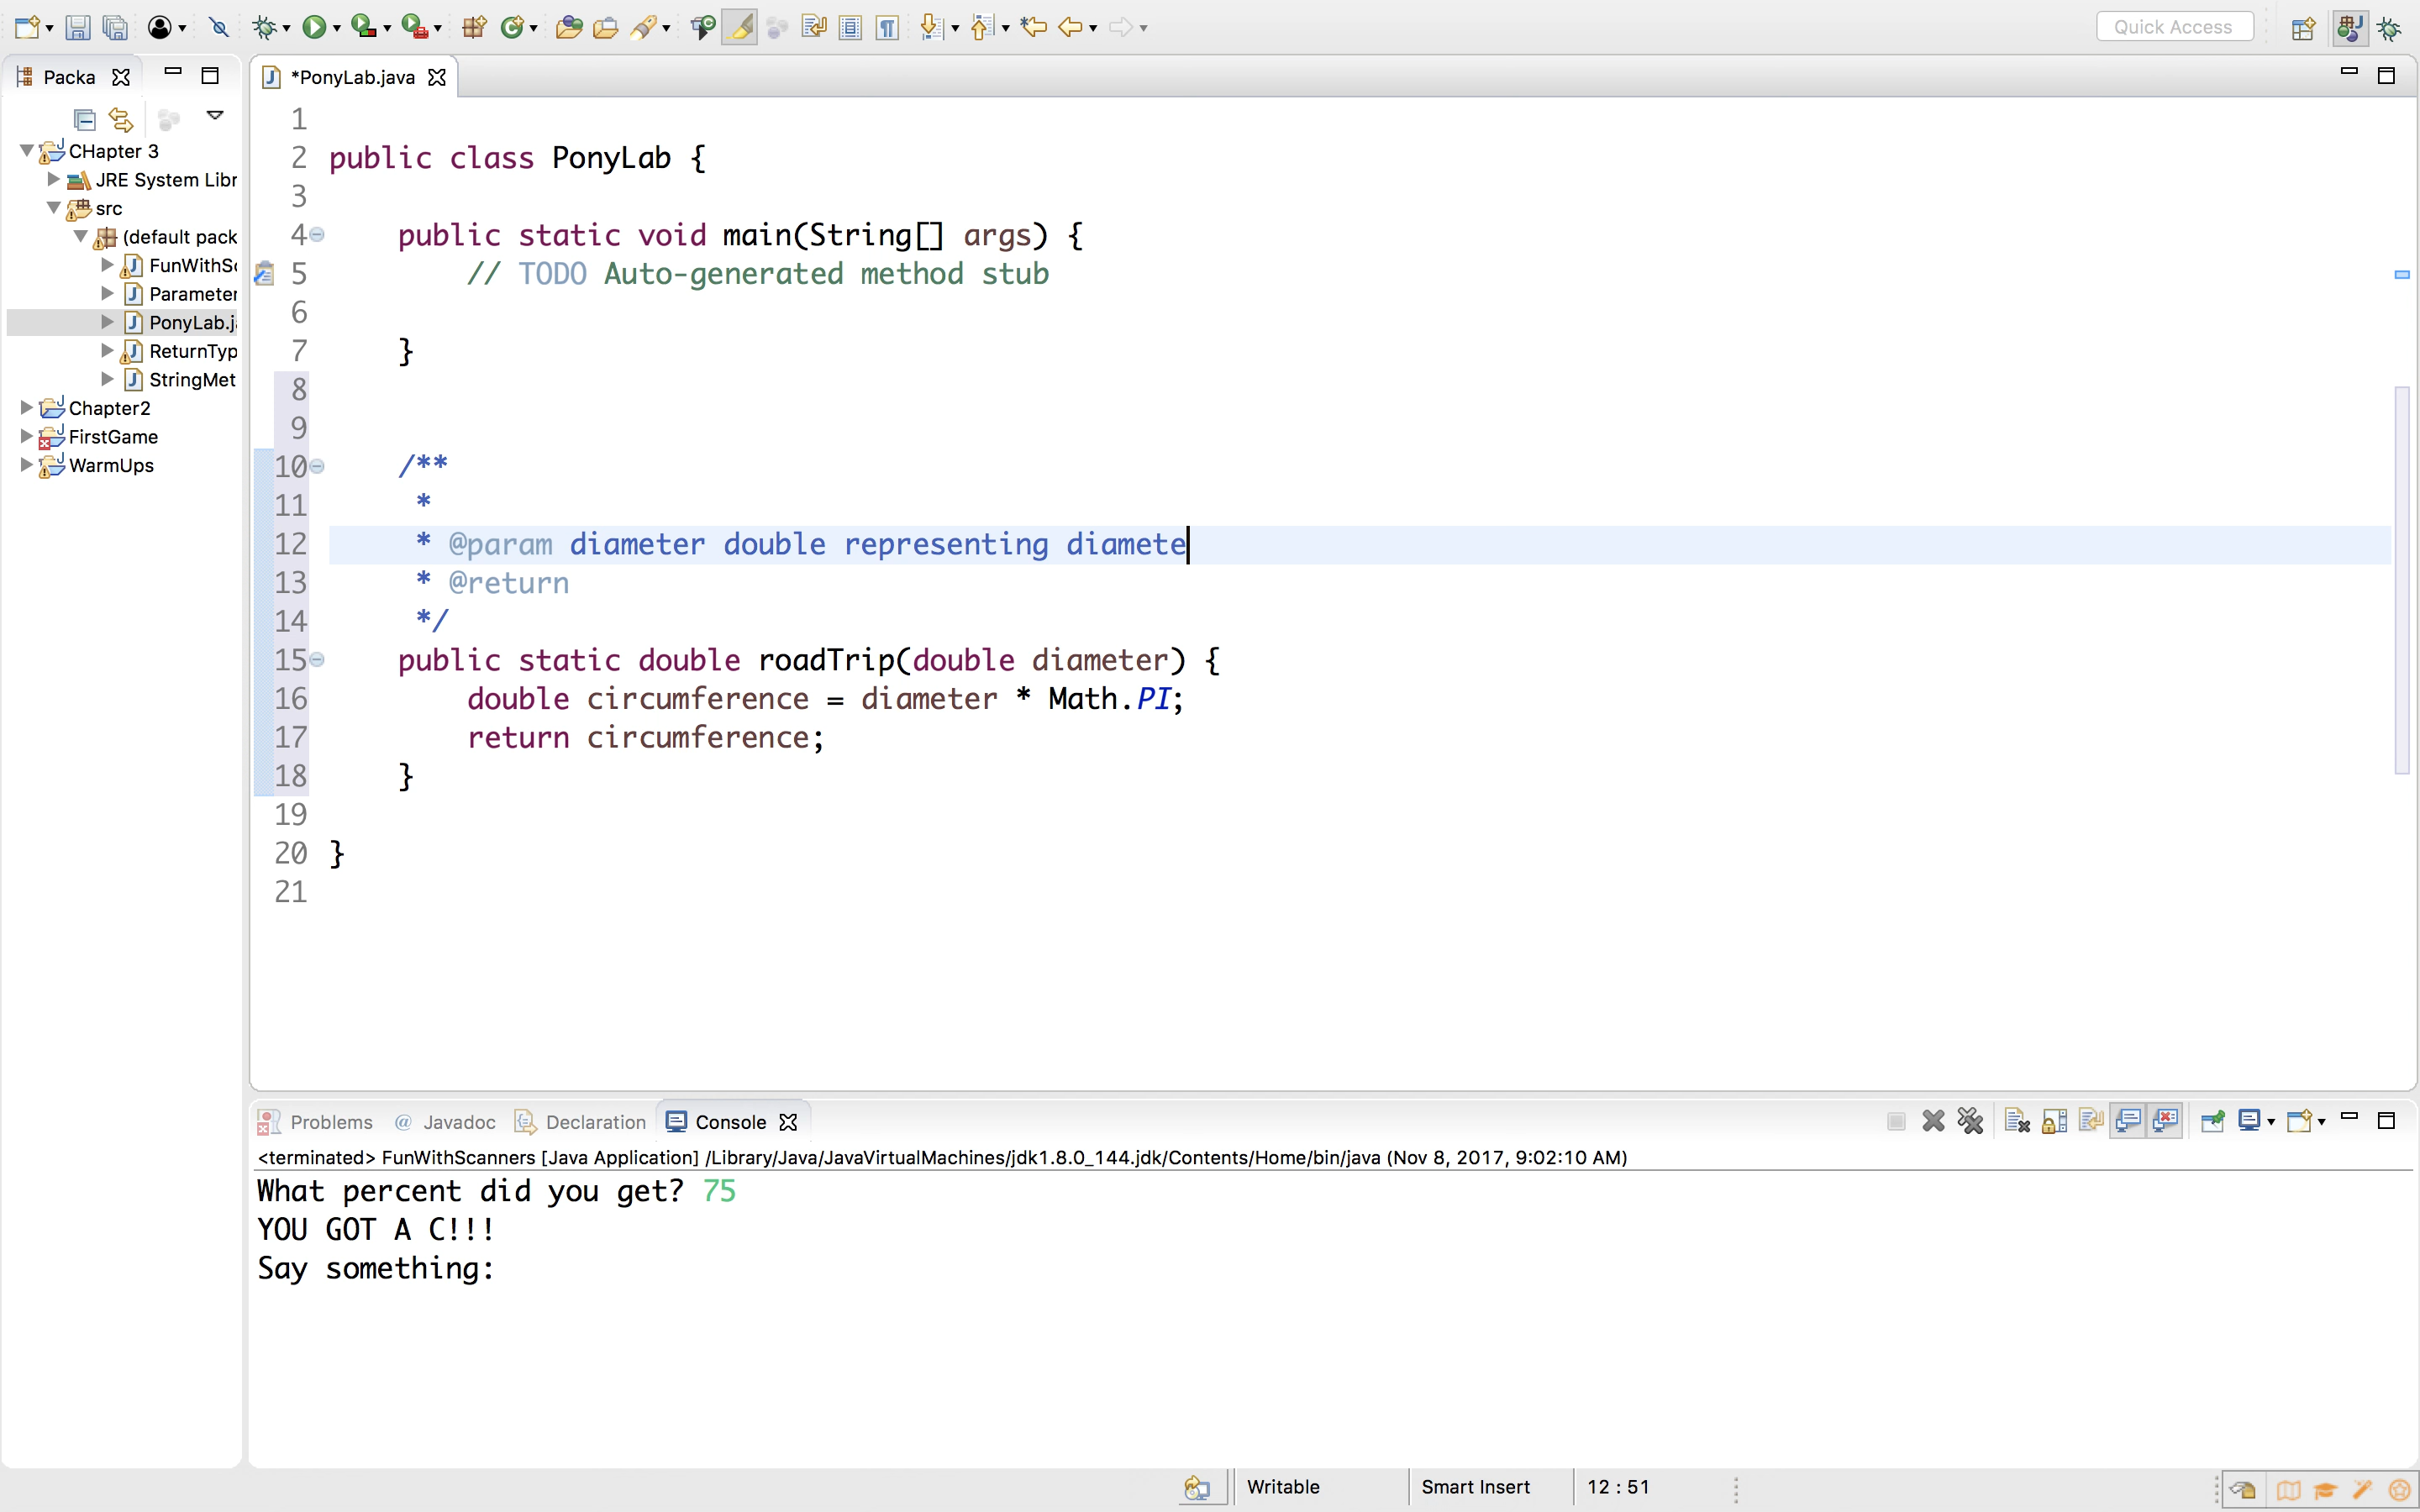 Quick Access
Packa
*PonyLab.java
CHapter 3
JRE System Libr
src
(default pack
FunWithSc
Parameter
PonyLab.ja
ReturnTyp
StringMet
Chapter2
FirstGame
WarmUps
1
2 public class PonyLab {
3
4 public static void main(String[] args) {
5 // TODO Auto-generated method stub
6
7 }
8
9
10 /**
11 *
12 * @param diameter double representing diamete
13 * @return
14 */
15 public static double roadTrip(double diameter) {
16 double circumference = diameter * Math.PI;
17 return circumference;
18 }
19
20 }
21
Problems @ Javadoc Declaration Console
<terminated> FunWithScanners [Java Application] /Library/Java/JavaVirtualMachines/jdk1.8.0_144.jdk/Contents/Home/bin/java (Nov 8, 2017, 9:02:10 AM)
What percent did you get? 75
YOU GOT A C!!!
Say something:
Writable Smart Insert 12 : 51